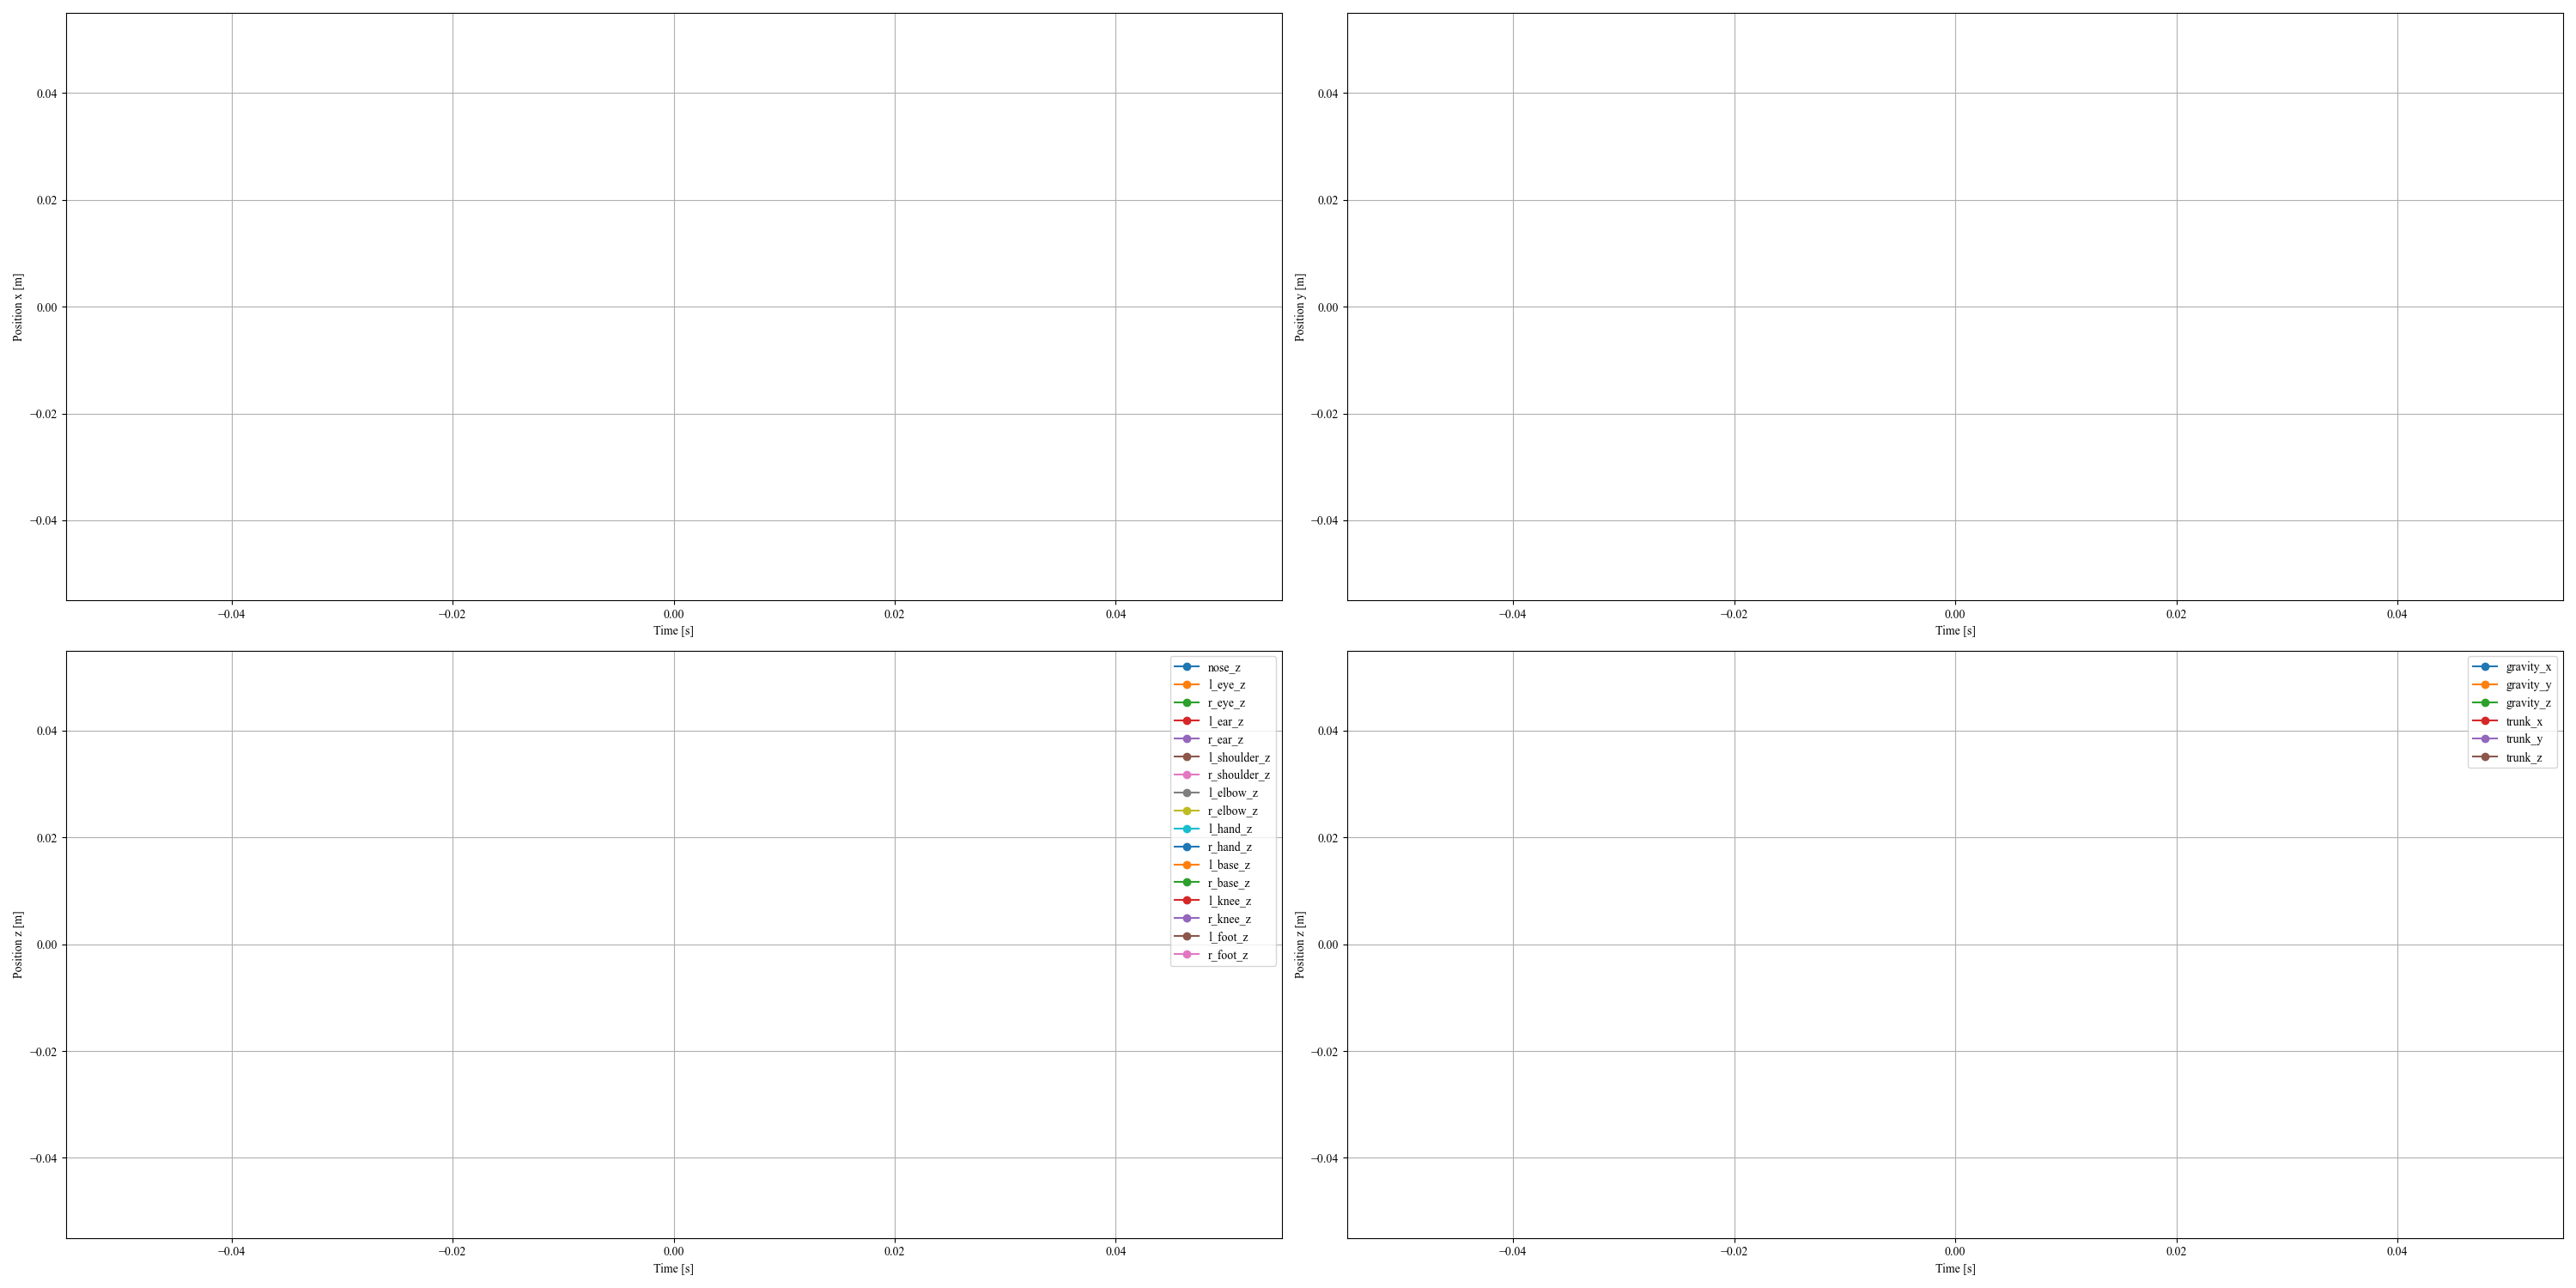 0.04
0.02
0.00
−0.02
−0.04
Position x [m]
−0.04 −0.02 0.00 0.02 0.04
Time [s]
0.04
0.02
0.00
−0.02
−0.04
Position y [m]
−0.04 −0.02 0.00 0.02 0.04
Time [s]
0.04
0.02
0.00
−0.02
−0.04
Position z [m]
nose_z
l_eye_z
r_eye_z
l_ear_z
r_ear_z
l_shoulder_z
r_shoulder_z
l_elbow_z
r_elbow_z
l_hand_z
r_hand_z
l_base_z
r_base_z
l_knee_z
r_knee_z
l_foot_z
r_foot_z
−0.04 −0.02 0.00 0.02 0.04
Time [s]
0.04
0.02
0.00
−0.02
−0.04
Position z [m]
gravity_x
gravity_y
gravity_z
trunk_x
trunk_y
trunk_z
−0.04 −0.02 0.00 0.02 0.04
Time [s]